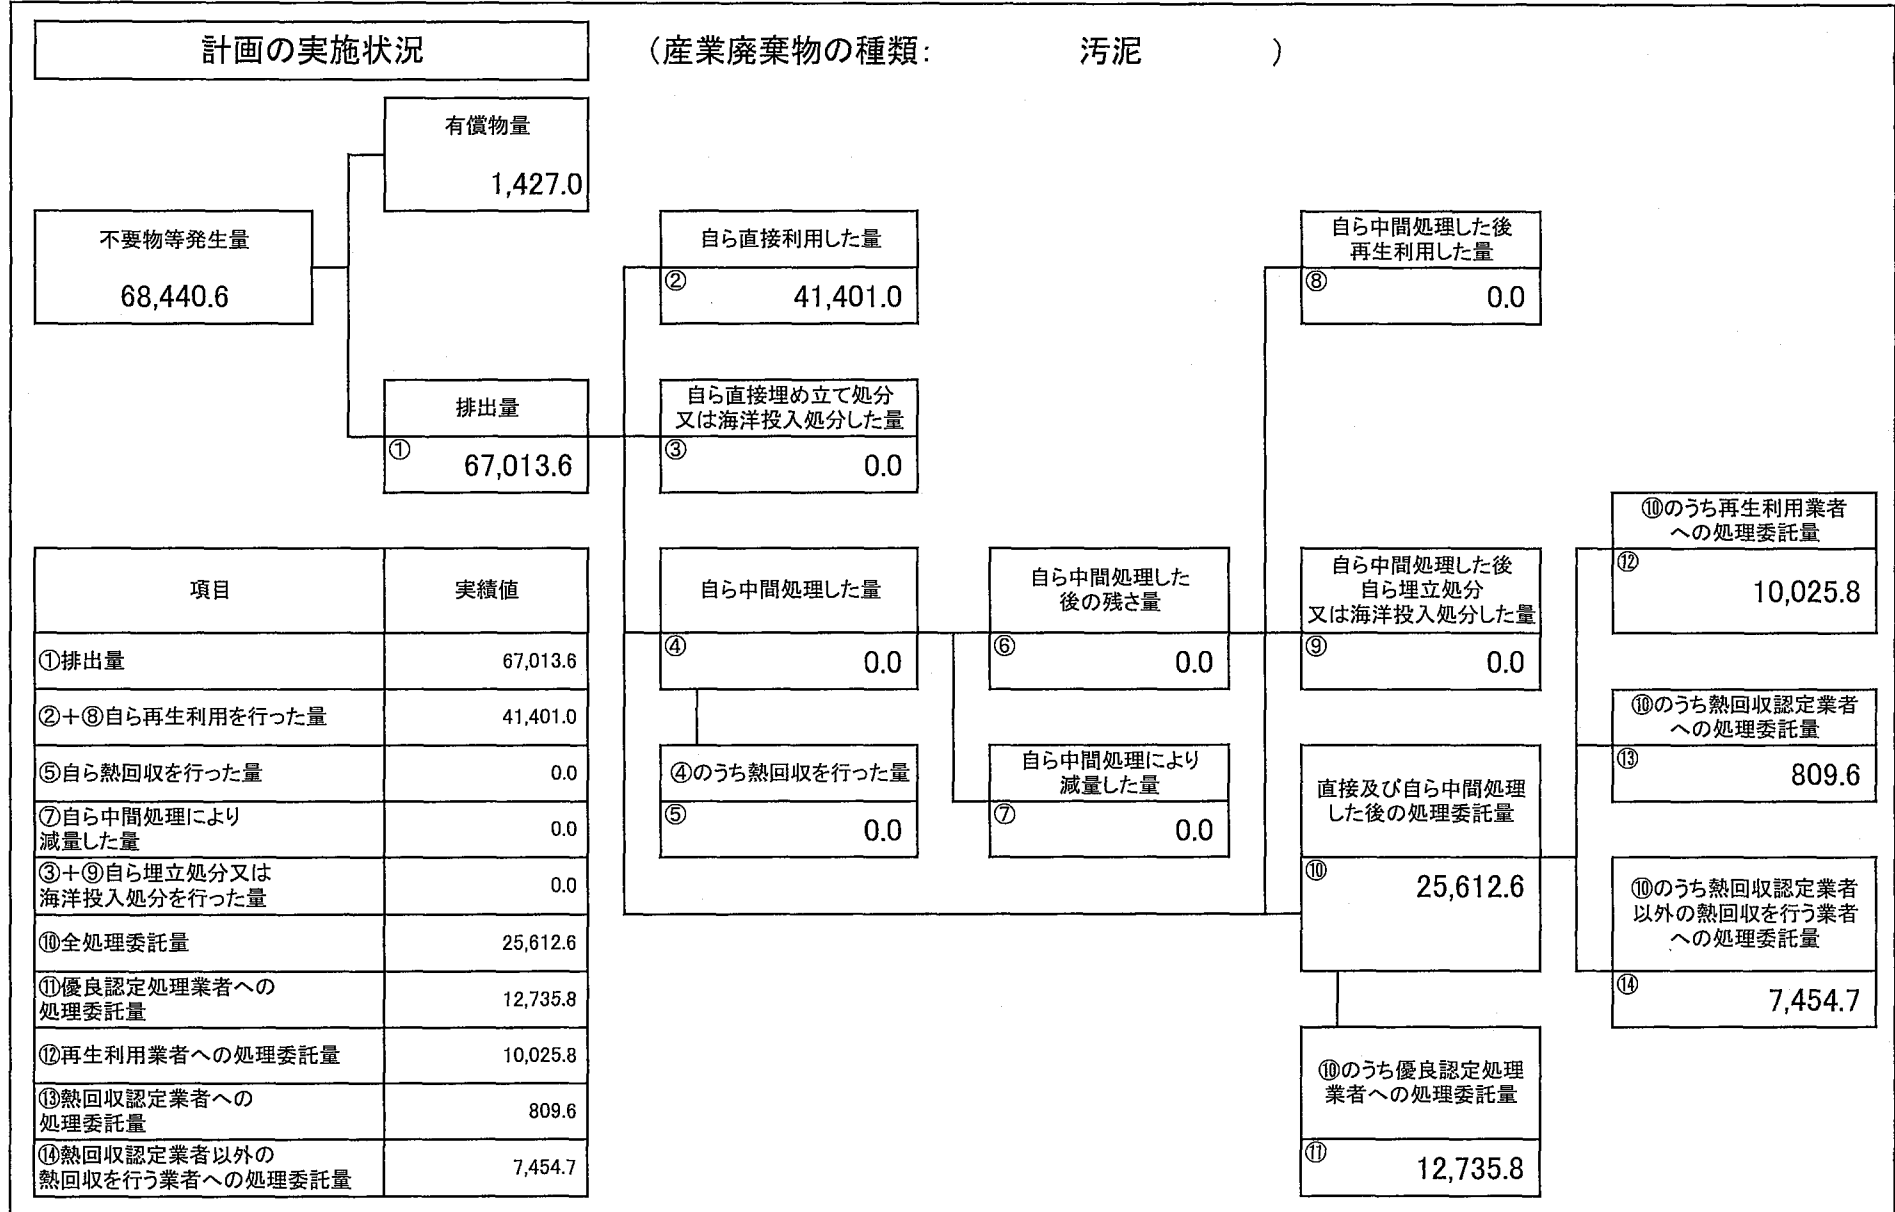 計画の実施状況
（産業廃棄物の種類： 汚泥 ）
有償物量
1,427.0
不要物等発生量
68,440.6
自ら直接利用した量
②
41,401.0
自ら中間処理した後
再生利用した量
⑧
0.0
排出量
①
67,013.6
自ら直接埋め立て処分
又は海洋投入処分した量
③
0.0
⑩のうち再生利用業者
への処理委託量
⑫
10,025.8
自ら中間処理した量
④
0.0
自ら中間処理した
後の残さ量
⑥
0.0
自ら中間処理した後
自ら埋立処分
又は海洋投入処分した量
⑨
0.0
⑩のうち熱回収認定業者
への処理委託量
⑬
809.6
④のうち熱回収を行った量
⑤
0.0
自ら中間処理により
減量した量
⑦
0.0
直接及び自ら中間処理
した後の処理委託量
⑩
25,612.6
⑩のうち熱回収認定業者
以外の熱回収を行う業者
への処理委託量
⑭
7,454.7
⑩のうち優良認定処理
業者への処理委託量
⑪
12,735.8
項目 実績値
①排出量 67,013.6
②＋⑧自ら再生利用を行った量 41,401.0
⑤自ら熱回収を行った量 0.0
⑦自ら中間処理により
減量した量 0.0
③＋⑨自ら埋立処分又は
海洋投入処分を行った量 0.0
⑩全処理委託量 25,612.6
⑪優良認定処理業者への
処理委託量 12,735.8
⑫再生利用業者への処理委託量 10,025.8
⑬熱回収認定業者への
処理委託量 809.6
⑭熱回収認定業者以外の
熱回収を行う業者への処理委託量 7,454.7